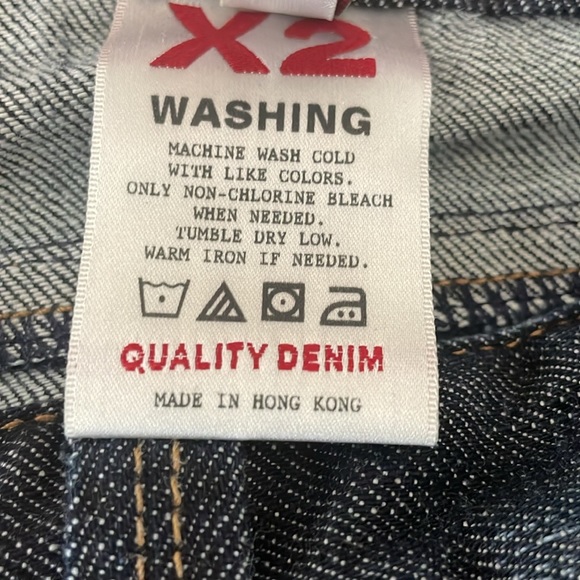 X2
WASHING
MACHINE WASH COLD
WITH LIKE COLORS.
ONLY NON-CHLORINE BLEACH
WHEN NEEDED.
TUMBLE DRY LOW.
WARM IRON IF NEEDED.
QUALITY DENIM
MADE IN HONG KONG